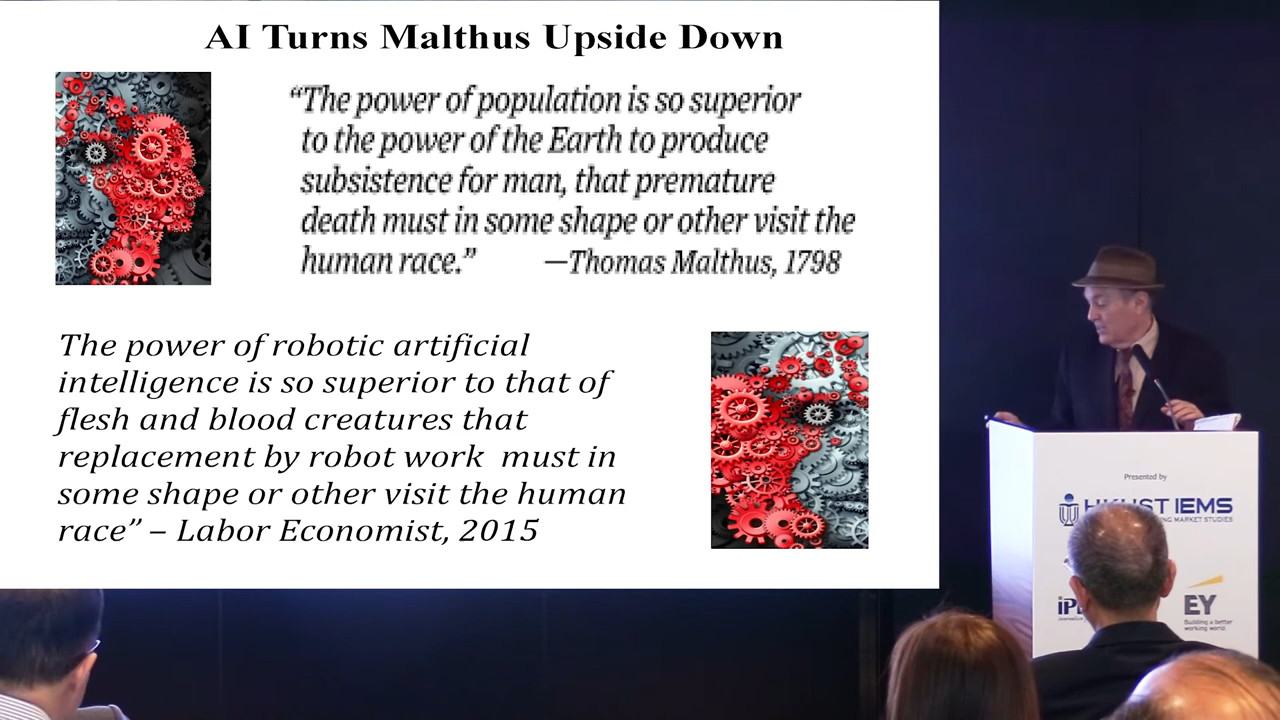 AI Turns Malthus Upside Down
“The power of population is so superior
to the power of the Earth to produce
subsistence for man, that premature
death must in some shape or other visit the
human race.” —Thomas Malthus, 1798
The power of robotic artificial
intelligence is so superior to that of
flesh and blood creatures that
replacement by robot work must in
some shape or other visit the human
race” – Labor Economist, 2015
Presented by
HKUST IEMS
MARKET STUDIES
EY
Building a better
working world